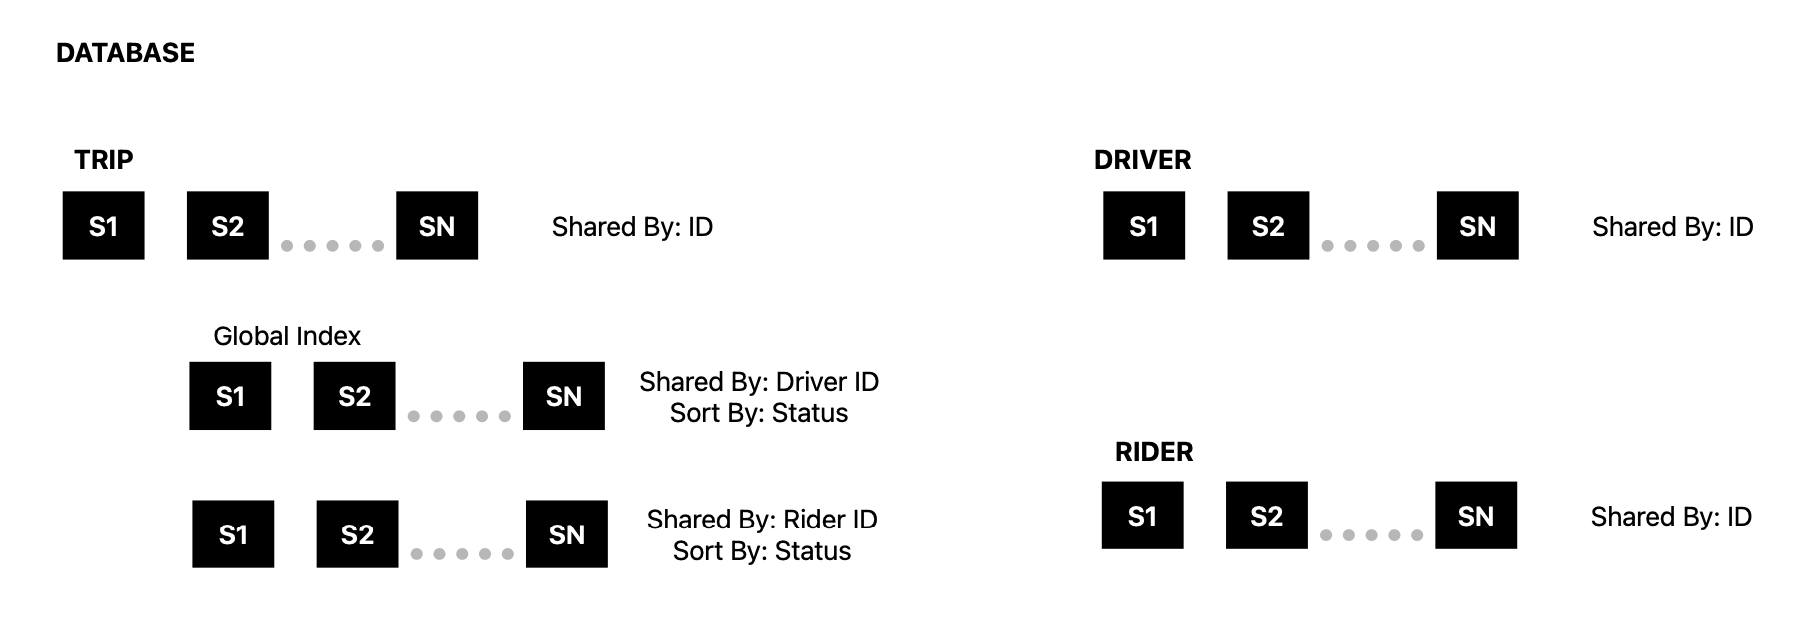 DATABASE
TRIP
S1 S2 SN Shared By: ID
Global Index
S1 S2 SN Shared By: Driver ID
Sort By: Status
S1 S2 SN Shared By: Rider ID
Sort By: Status
DRIVER
S1 S2 SN Shared By: ID
RIDER
S1 S2 SN Shared By: ID